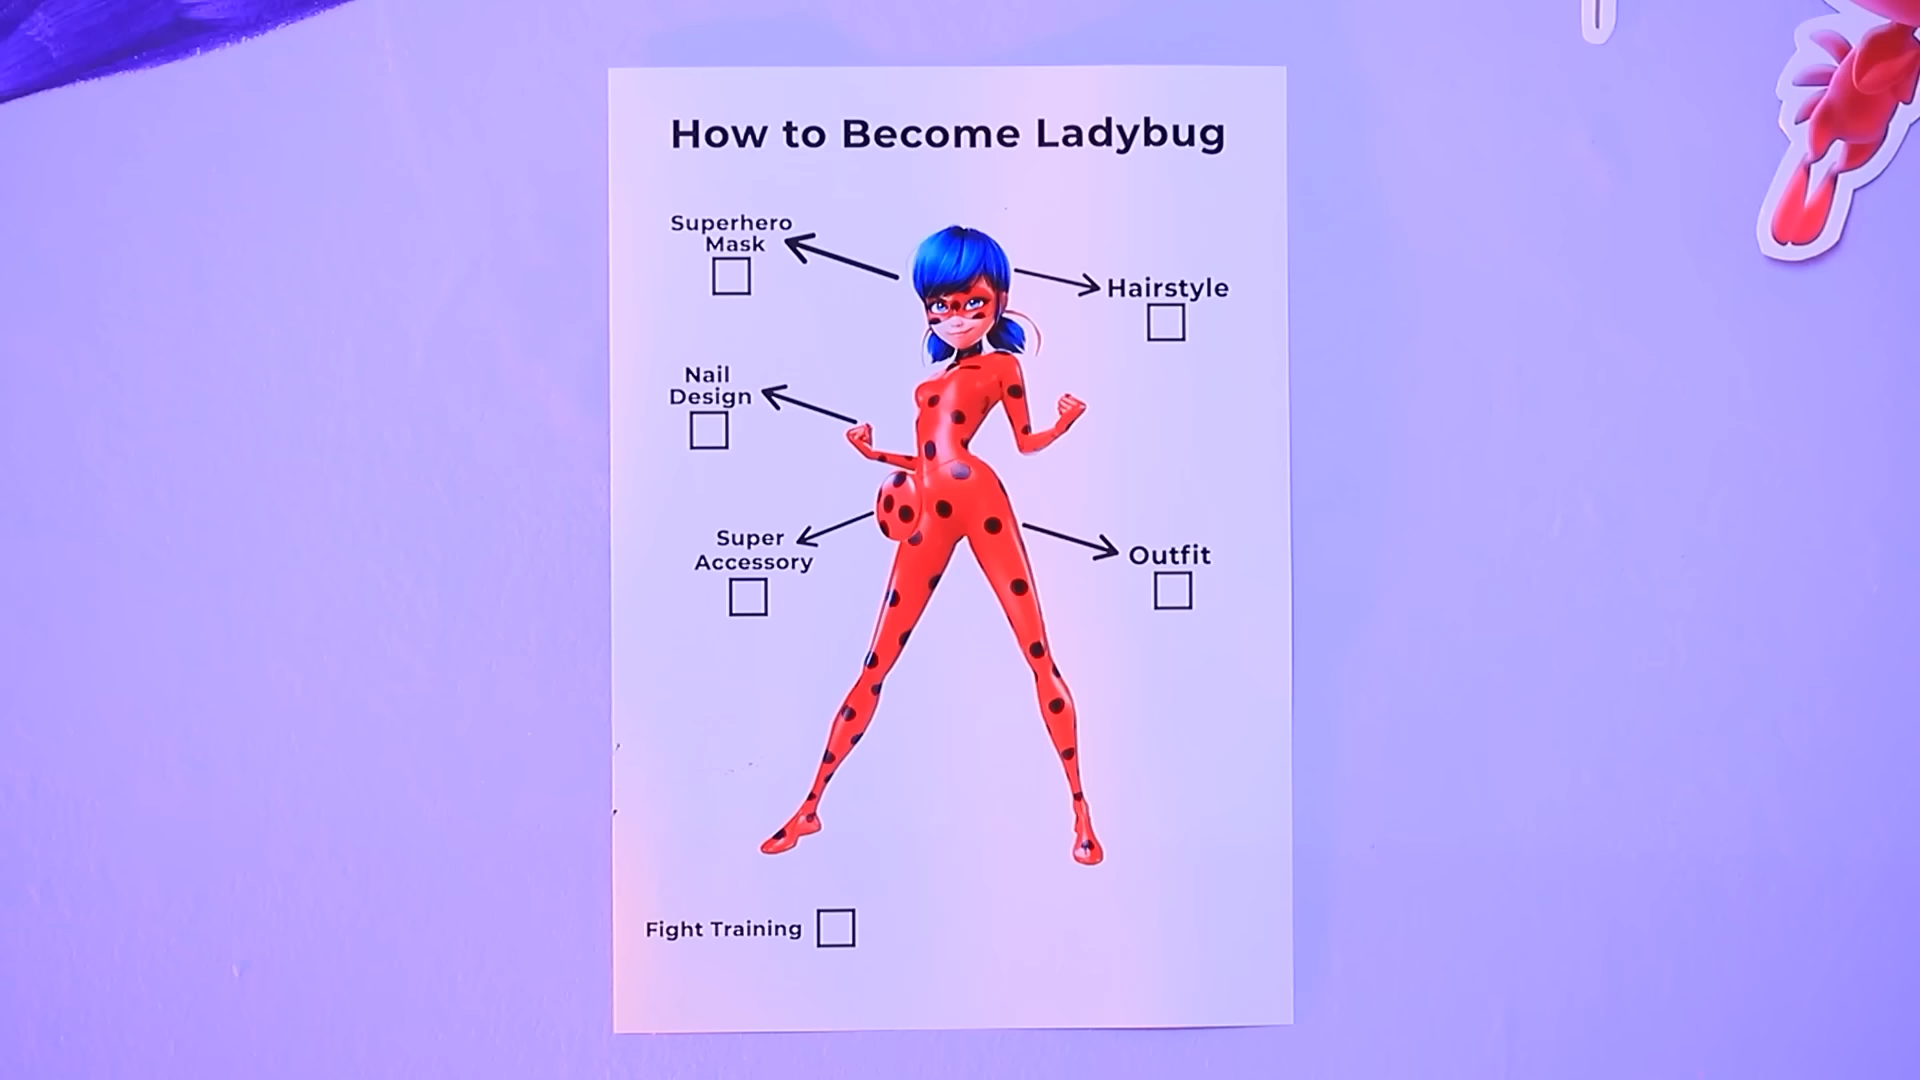 How to Become Ladybug
Superhero
Mask
Hairstyle
Nail
Design
Super
Accessory
Outfit
Fight Training